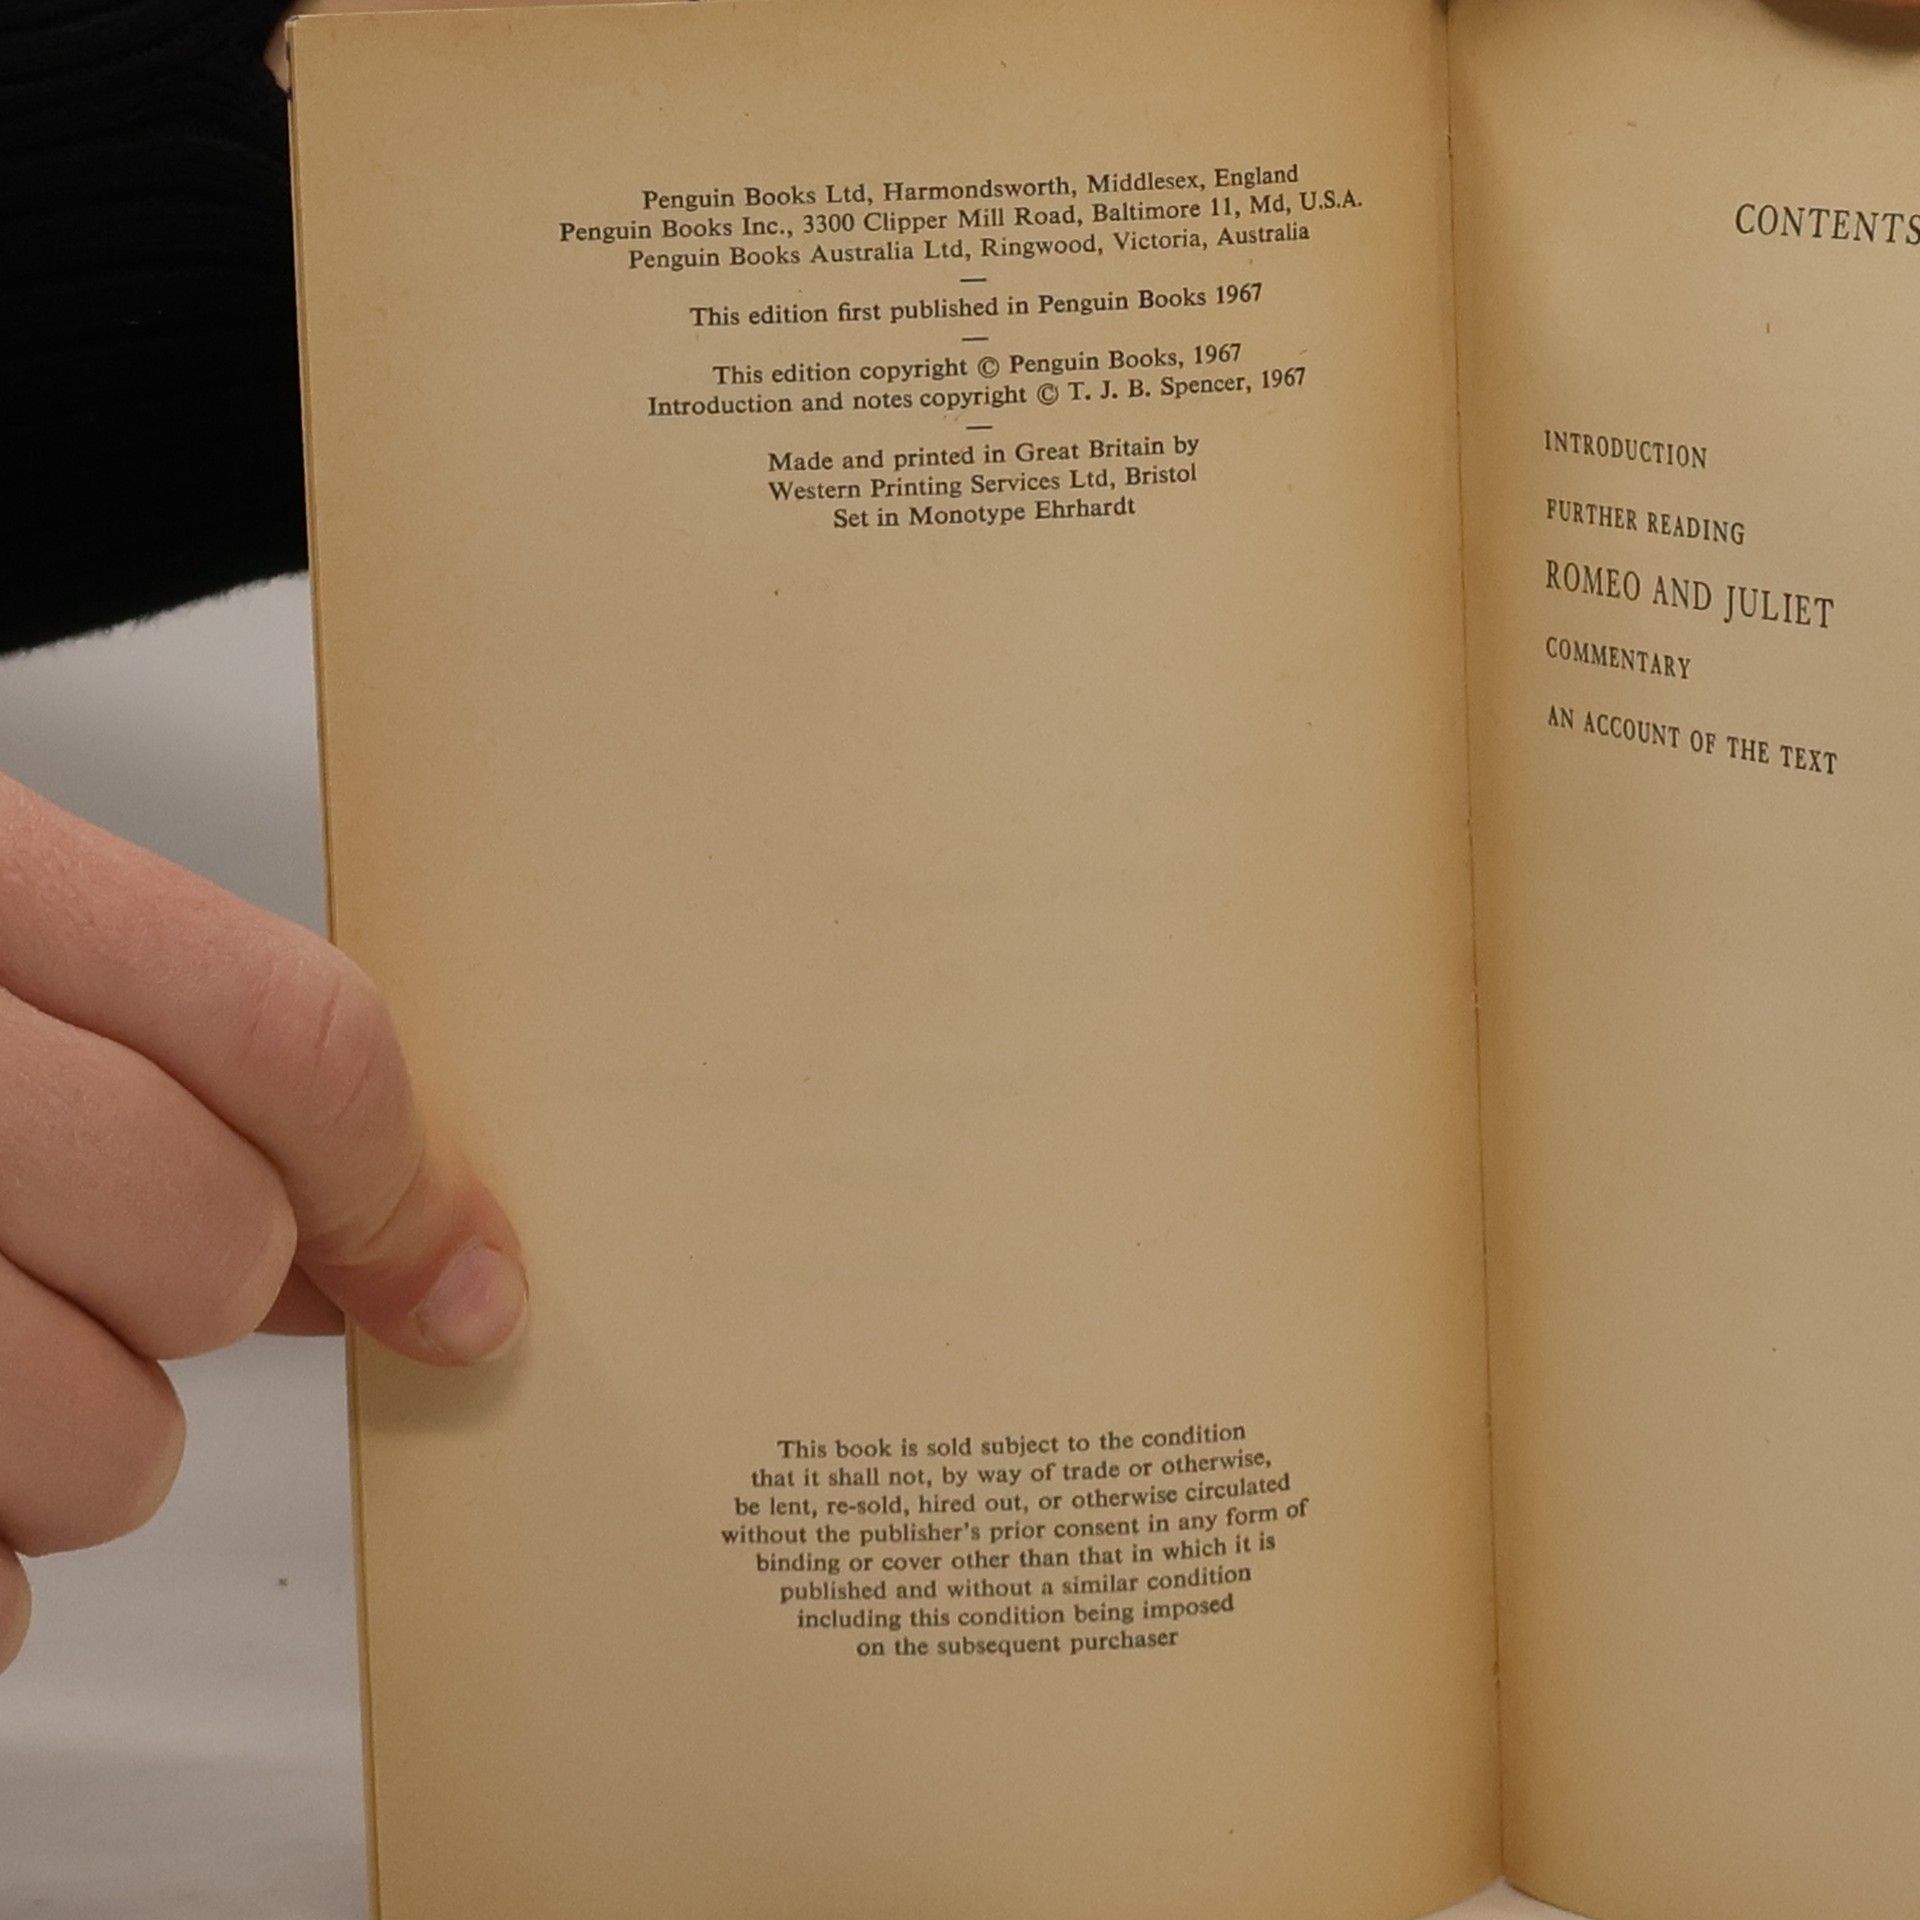 Penguin Books Ltd, Harmondsworth, Middlesex, England
Penguin Books Inc., 3300 Clipper Mill Road, Baltimore 11, Md, U.S.A.
Penguin Books Australia Ltd, Ringwood, Victoria, Australia
—
This edition first published in Penguin Books 1967
—
This edition copyright © Penguin Books, 1967
Introduction and notes copyright © T. J. B. Spencer, 1967
—
Made and printed in Great Britain by
Western Printing Services Ltd, Bristol
Set in Monotype Ehrhardt
This book is sold subject to the condition
that it shall not, by way of trade or otherwise,
be lent, re-sold, hired out, or otherwise circulated
without the publisher's prior consent in any form of
binding or cover other than that in which it is
published and without a similar condition
including this condition being imposed
on the subsequent purchaser
CONTENTS
INTRODUCTION
FURTHER READING
ROMEO AND JULIET
COMMENTARY
AN ACCOUNT OF THE TEXT